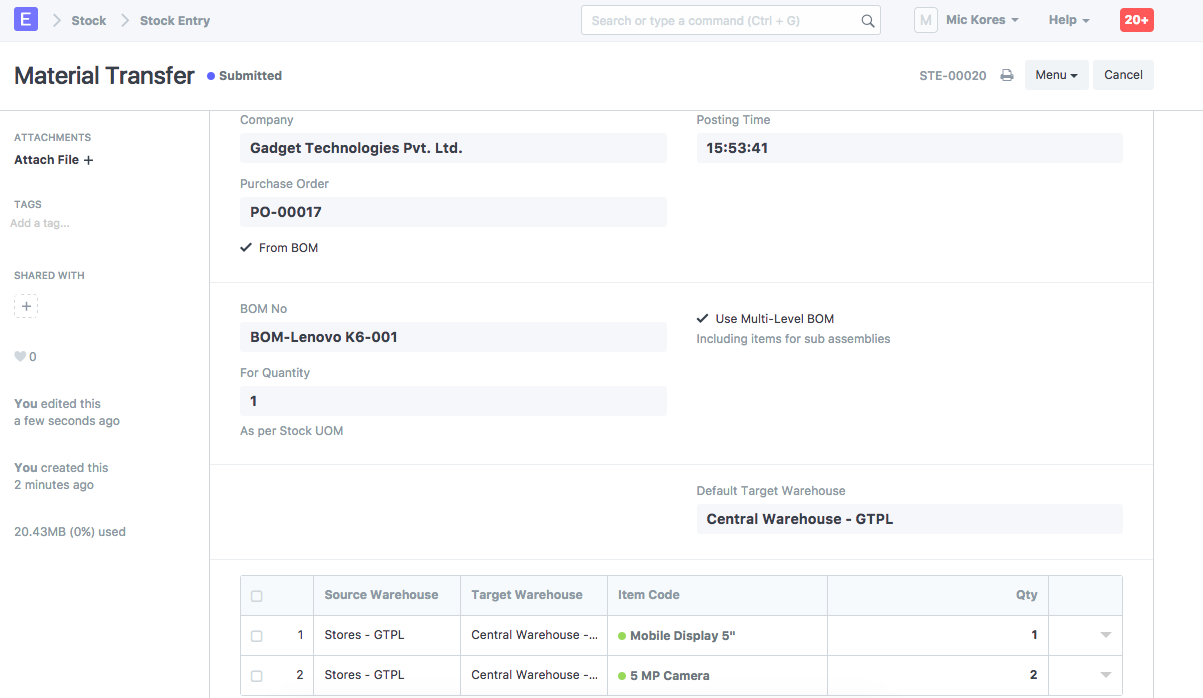 E Stock Stock Entry Search or type a command (Ctrl + G) M Mic Kores Help 20+
Material Transfer Submitted STE-00020 Menu Cancel
ATTACHMENTS
Attach File +
TAGS
Add a tag...
SHARED WITH
+
0
You edited this
a few seconds ago
You created this
2 minutes ago
20.43MB (0%) used
Company
Gadget Technologies Pvt. Ltd.
Posting Time
15:53:41
Purchase Order
PO-00017
From BOM
BOM No
BOM-Lenovo K6-001
Use Multi-Level BOM
Including items for sub assemblies
For Quantity
1
As per Stock UOM
Default Target Warehouse
Central Warehouse - GTPL
Source Warehouse Target Warehouse Item Code Qty
1 Stores - GTPL Central Warehouse -... Mobile Display 5" 1
2 Stores - GTPL Central Warehouse -... 5 MP Camera 2